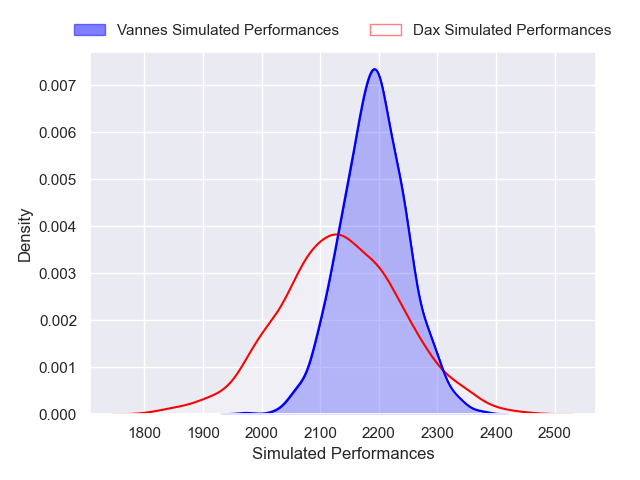 Vannes Simulated Performances
Dax Simulated Performances
0.007
0.006
0.005
0.004
0.003
0.002
0.001
0.000
Density
1800 1900 2000 2100 2200 2300 2400 2500
Simulated Performances